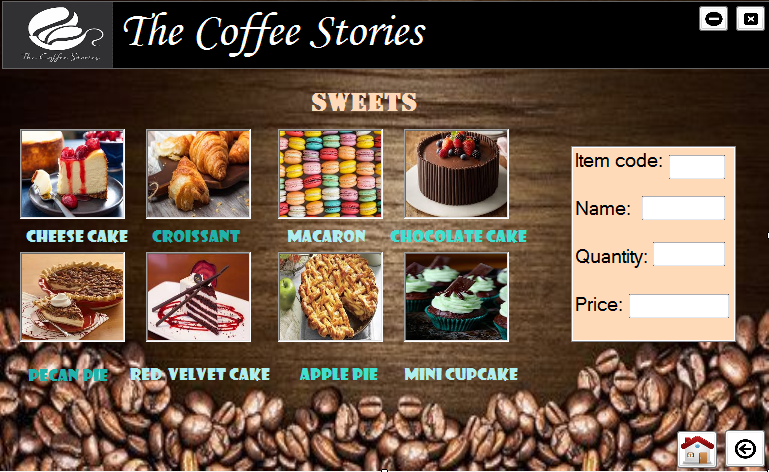 The Coffee Stories
The Coffee Stories
SWEETS
CHEESE CAKE
CROISSANT
MACARON
CHOCOLATE CAKE
PECAN PIE
RED VELVET CAKE
APPLE PIE
MINI CUPCAKE
Item code:
Name:
Quantity:
Price: